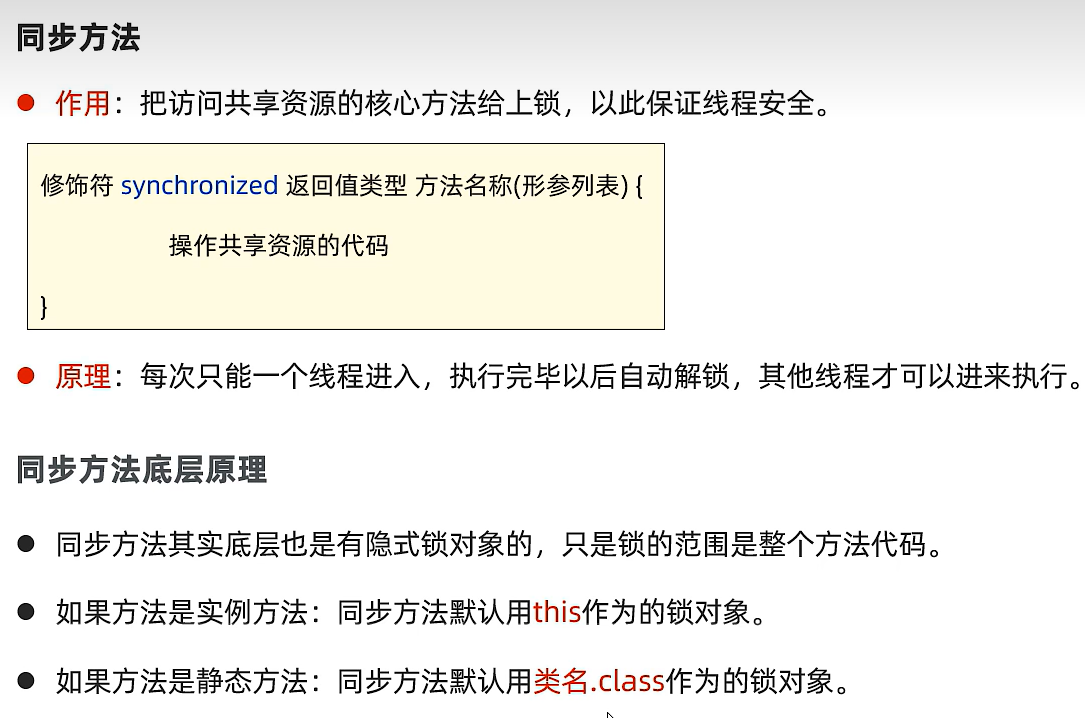 同步方法
作用：把访问共享资源的核心方法给上锁，以此保证线程安全。
修饰符 synchronized 返回值类型 方法名称(形参列表) {
操作共享资源的代码
}
原理：每次只能一个线程进入，执行完毕以后自动解锁，其他线程才可以进来执行。
同步方法底层原理
同步方法其实底层也是有隐式锁对象的，只是锁的范围是整个方法代码。
如果方法是实例方法：同步方法默认用this作为的锁对象。
如果方法是静态方法：同步方法默认用类名.class作为的锁对象。